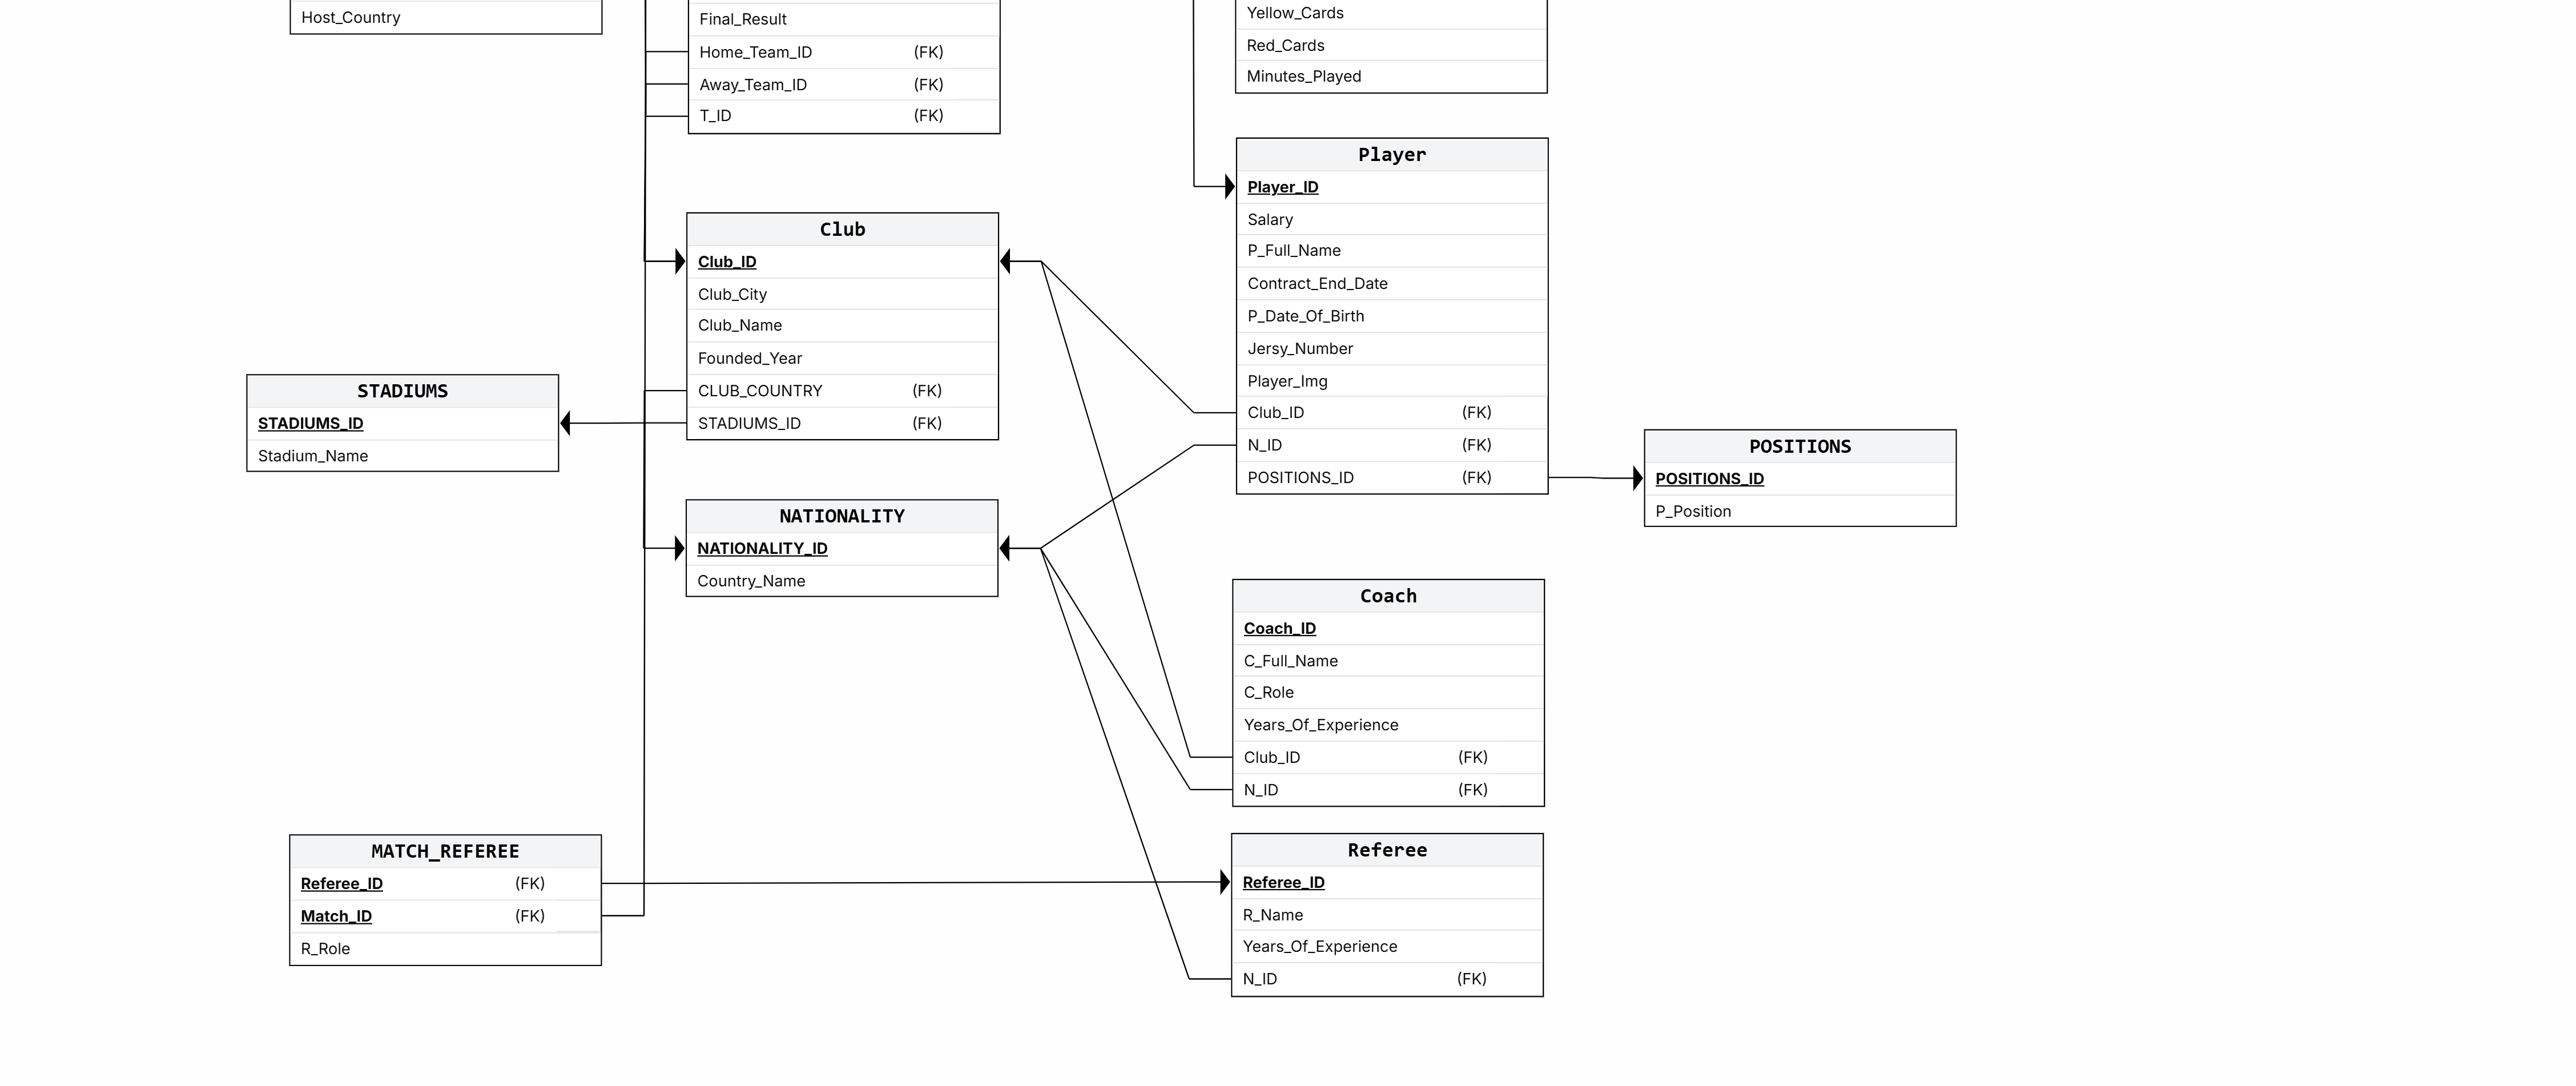 Host_Country
Final_Result
Home_Team_ID (FK)
Away_Team_ID (FK)
T_ID (FK)
Yellow_Cards
Red_Cards
Minutes_Played
Player
Player_ID
Salary
P_Full_Name
Contract_End_Date
P_Date_Of_Birth
Jersy_Number
Player_Img
Club_ID (FK)
N_ID (FK)
POSITIONS_ID (FK)
Club
Club_ID
Club_City
Club_Name
Founded_Year
CLUB_COUNTRY (FK)
STADIUMS_ID (FK)
STADIUMS
STADIUMS_ID
Stadium_Name
POSITIONS
POSITIONS_ID
P_Position
NATIONALITY
NATIONALITY_ID
Country_Name
Coach
Coach_ID
C_Full_Name
C_Role
Years_Of_Experience
Club_ID (FK)
N_ID (FK)
MATCH_REFEREE
Referee_ID (FK)
Match_ID (FK)
R_Role
Referee
Referee_ID
R_Name
Years_Of_Experience
N_ID (FK)